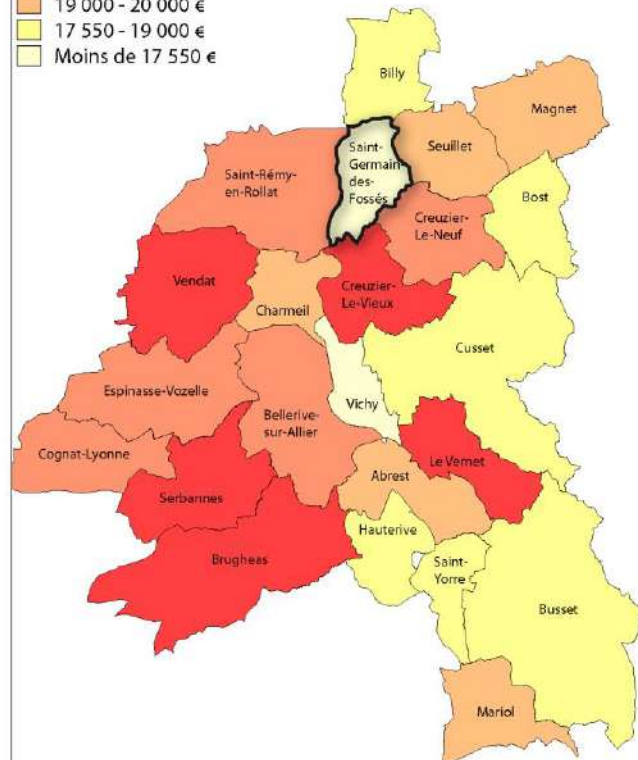 19 000 - 20 000 €
17 550 - 19 000 €
Moins de 17 550 €
Billy
Magnet
Saint-
Germain
des-
Fossés
Seuillet
Saint-Rémy-
en-Rollat
Bost
Creuzier-
Le-Neuf
Vendat
Creuzier-
Le-Vieux
Charmeil
Cusset
Espinasse-Vozelle
Vichy
Bellerive-
sur-Allier
Cognat-Lyonne
Le Vernet
Abrest
Serbannes
Hauterive
Brugheas
Saint-
Yorre
Busset
Mariol